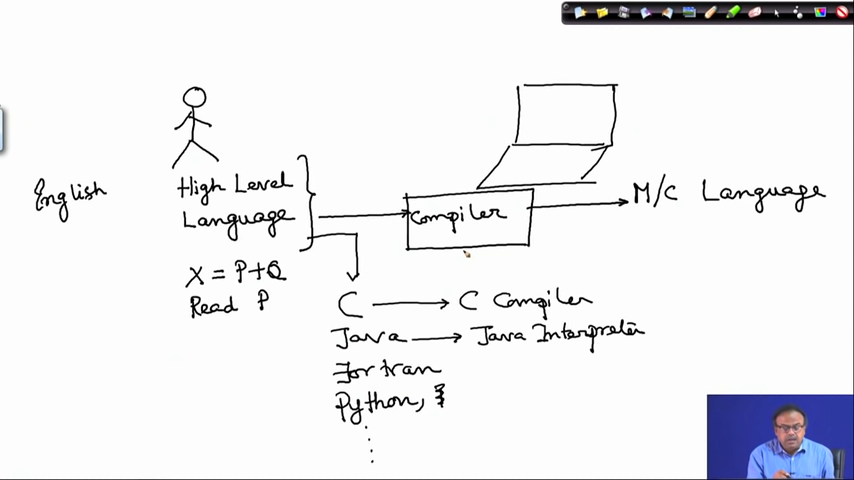 English
High Level
Language
Compiler
M/C Language
X = P+Q
Read P
C → C Compiler
Java → Java Interpreter
Fortran
Python,